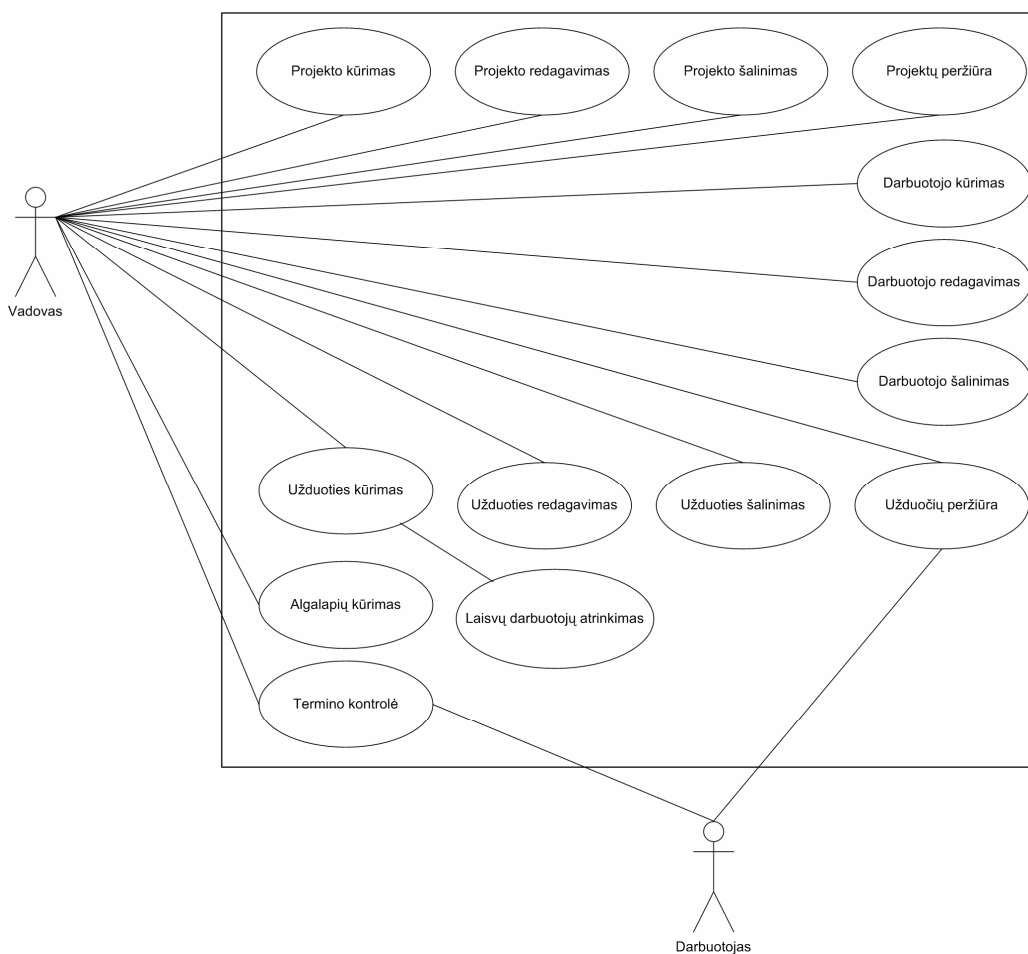 Projekto kūrimas
Projekto redagavimas
Projekto šalinimas
Projektų peržiūra
Darbuotojo kūrimas
Darbuotojo redagavimas
Vadovas
Darbuotojo šalinimas
Užduoties kūrimas
Užduoties redagavimas
Užduoties šalinimas
Užduočių peržiūra
Algalapių kūrimas
Laisvų darbuotojų atrinkimas
Termino kontrolė
Darbuotojas